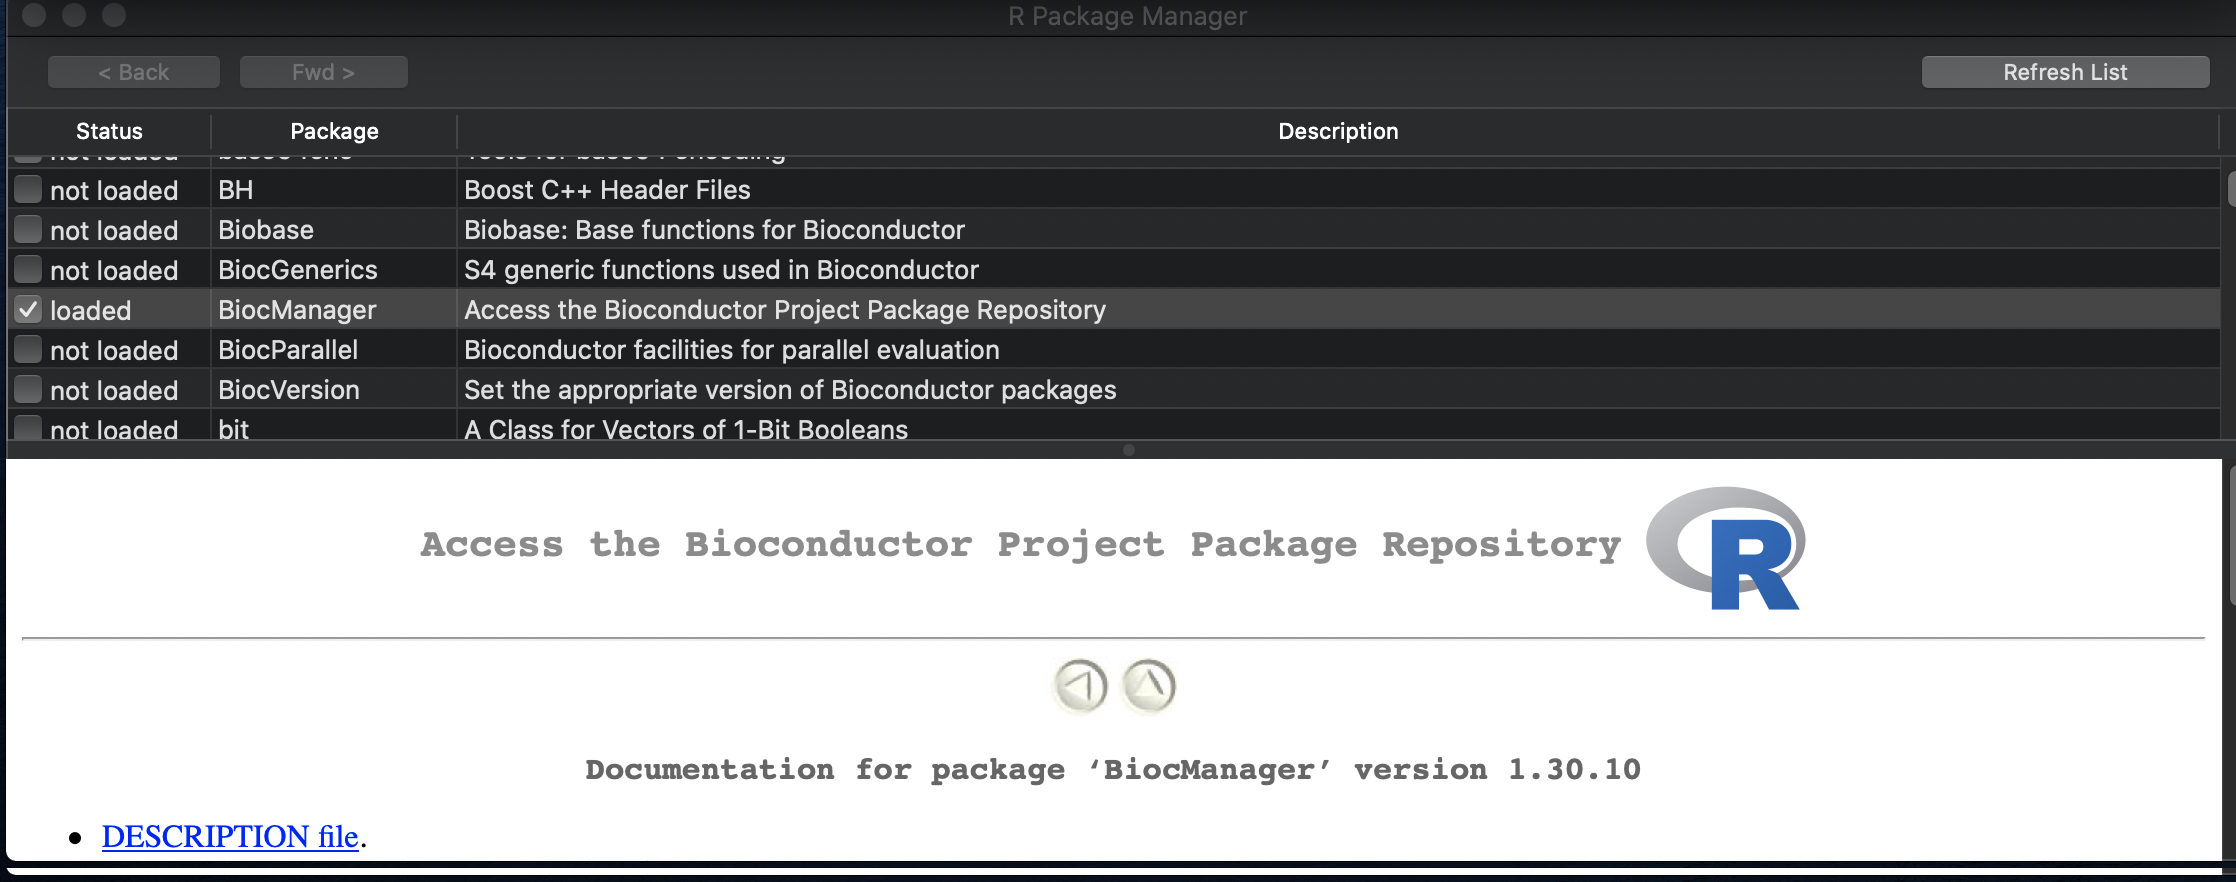 R Package Manager
< Back Fwd > Refresh List
Status Package Description
not loaded
not loaded BH Boost C++ Header Files
not loaded Biobase Biobase: Base functions for Bioconductor
not loaded BiocGenerics S4 generic functions used in Bioconductor
loaded BiocManager Access the Bioconductor Project Package Repository
not loaded BiocParallel Bioconductor facilities for parallel evaluation
not loaded BiocVersion Set the appropriate version of Bioconductor packages
not loaded bit A Class for Vectors of 1-Bit Booleans
Access the Bioconductor Project Package Repository R
Documentation for package ‘BiocManager’ version 1.30.10
• DESCRIPTION file.